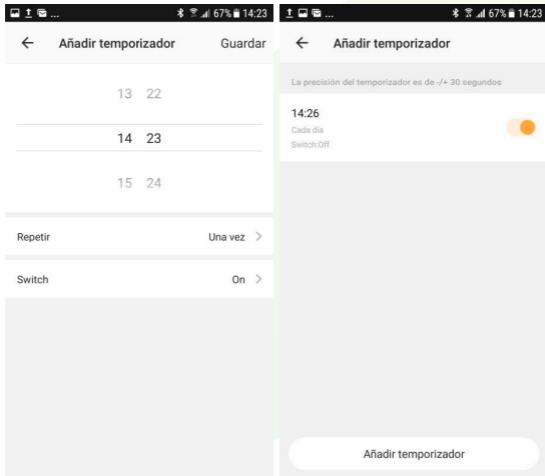 ... 67% 14:23
Añadir temporizador Guardar
13 22
14 23
15 24
Repetir Una vez >
Switch On >
... 67% 14:23
Añadir temporizador
La precisión del temporizador es de -/+ 30 segundos
14:26
Cada día
Switch:Off
Añadir temporizador